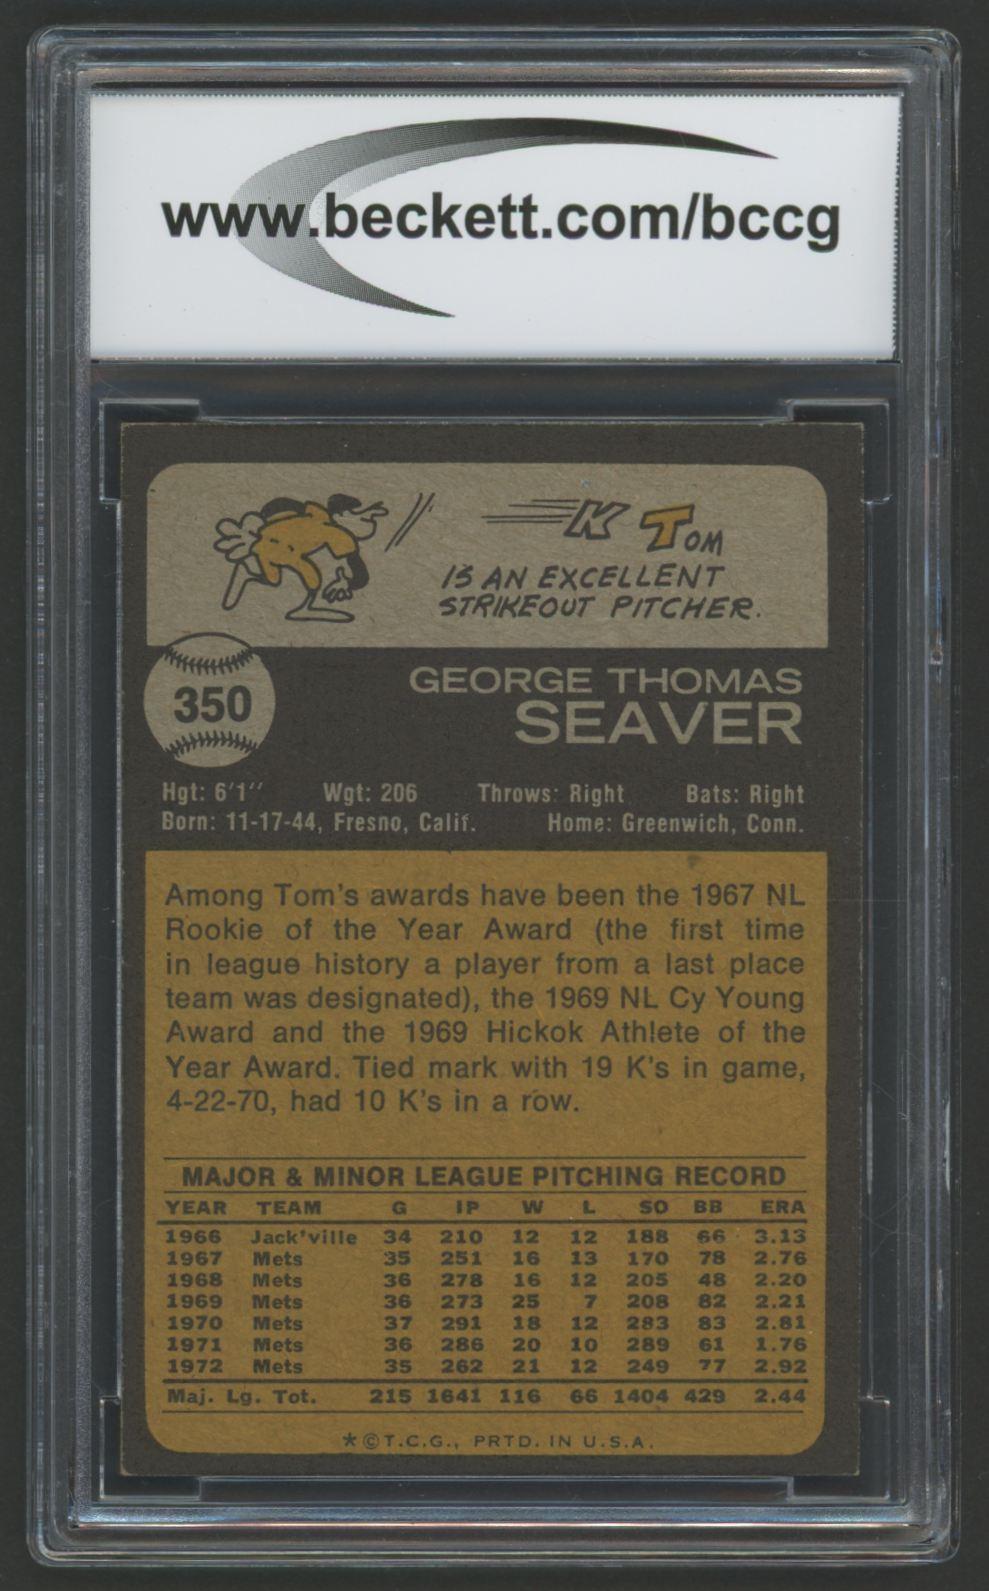 www.beckett.com/bccg
K TOM
IS AN EXCELLENT
STRIKEOUT PITCHER.
350
GEORGE THOMAS
SEAVER
Hgt: 6'1" Wgt: 206 Throws: Right Bats: Right
Born: 11-17-44, Fresno, Calif. Home: Greenwich, Conn.
Among Tom's awards have been the 1967 NL
Rookie of the Year Award (the first time
in league history a player from a last place
team was designated), the 1969 NL Cy Young
Award and the 1969 Hickok Athlete of the
Year Award. Tied mark with 19 K's in game,
4-22-70, had 10 K's in a row.
MAJOR & MINOR LEAGUE PITCHING RECORD
YEAR TEAM G IP W L SO BB ERA
1966 Jack'ville 34 210 12 12 188 66 3.13
1967 Mets 35 251 16 13 170 78 2.76
1968 Mets 36 278 16 12 205 48 2.20
1969 Mets 36 273 25 7 208 82 2.21
1970 Mets 37 291 18 12 283 83 2.81
1971 Mets 36 286 20 10 289 61 1.76
1972 Mets 35 262 21 12 249 77 2.92
Maj. Lg. Tot. 215 1641 116 66 1404 429 2.44
*©T.C.G., PRTD. IN U.S.A.